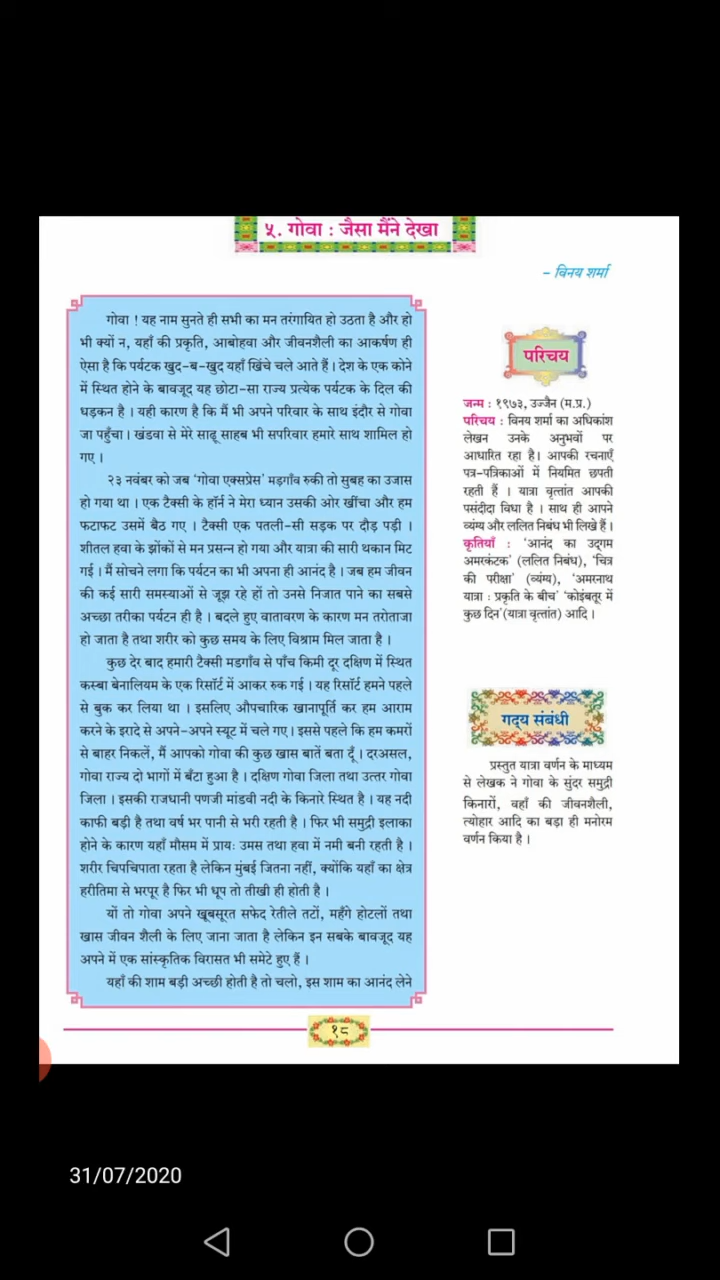 ५. गोवा : जैसा मैंने देखा
– विनय शर्मा
गोवा ! यह नाम सुनते ही सभी का मन तरंगायित हो उठता है और हो
भी क्यों न, यहाँ की प्रकृति, आबोहवा और जीवनशैली का आकर्षण ही
ऐसा है कि पर्यटक खुद-ब-खुद यहाँ खिंचे चले आते हैं । देश के एक कोने
में स्थित होने के बावजूद यह छोटा-सा राज्य प्रत्येक पर्यटक के दिल की
धड़कन है । यही कारण है कि मैं भी अपने परिवार के साथ इंदौर से गोवा
जा पहुँचा । खंडवा से मेरे साढ़ू साहब भी सपरिवार हमारे साथ शामिल हो
गए ।
२३ नवंबर को जब ‘गोवा एक्सप्रेस’ मड़गाँव रुकी तो सुबह का उजास
हो गया था । एक टैक्सी के हॉर्न ने मेरा ध्यान उसकी ओर खींचा और हम
फटाफट उसमें बैठ गए । टैक्सी एक पतली-सी सड़क पर दौड़ पड़ी ।
शीतल हवा के झोंकों से मन प्रसन्न हो गया और यात्रा की सारी थकान मिट
गई । मैं सोचने लगा कि पर्यटन का भी अपना ही आनंद है । जब हम जीवन
की कई सारी समस्याओं से जूझ रहे हों तो उनसे निजात पाने का सबसे
अच्छा तरीका पर्यटन ही है । बदले हुए वातावरण के कारण मन तरोताजा
हो जाता है तथा शरीर को कुछ समय के लिए विश्राम मिल जाता है ।
कुछ देर बाद हमारी टैक्सी मडगाँव से पाँच किमी दूर दक्षिण में स्थित
कस्बा बेनालियम के एक रिसॉर्ट में आकर रुक गई । यह रिसॉर्ट हमने पहले
से बुक कर लिया था । इसलिए औपचारिक खानापूर्ति कर हम आराम
करने के इरादे से अपने-अपने स्यूट में चले गए । इससे पहले कि हम कमरों
से बाहर निकलें, मैं आपको गोवा की कुछ खास बातें बता दूँ । दरअसल,
गोवा राज्य दो भागों में बँटा हुआ है । दक्षिण गोवा जिला तथा उत्तर गोवा
जिला । इसकी राजधानी पणजी मांडवी नदी के किनारे स्थित है । यह नदी
काफी बड़ी है तथा वर्ष भर पानी से भरी रहती है । फिर भी समुद्री इलाका
होने के कारण यहाँ मौसम में प्रायः उमस तथा हवा में नमी बनी रहती है ।
शरीर चिपचिपाता रहता है लेकिन मुंबई जितना नहीं, क्योंकि यहाँ का क्षेत्र
हरीतिमा से भरपूर है फिर भी धूप तो तीखी ही होती है ।
यों तो गोवा अपने खूबसूरत सफेद रेतीले तटों, महँगे होटलों तथा
खास जीवन शैली के लिए जाना जाता है लेकिन इन सबके बावजूद यह
अपने में एक सांस्कृतिक विरासत भी समेटे हुए है ।
यहाँ की शाम बड़ी अच्छी होती है तो चलो, इस शाम का आनंद लेने
परिचय
जन्म : १९७३, उज्जैन (म.प्र.)
परिचय : विनय शर्मा का अधिकांश
लेखन उनके अनुभवों पर
आधारित रहा है। आपकी रचनाएँ
पत्र-पत्रिकाओं में नियमित छपती
रहती हैं । यात्रा वृत्तांत आपकी
पसंदीदा विधा है । साथ ही आपने
व्यंग्य और ललित निबंध भी लिखे हैं ।
कृतियाँ : ‘आनंद का उद्गम
अमरकंटक’ (ललित निबंध), ‘चित्र
की परीक्षा’ (व्यंग्य), ‘अमरनाथ
यात्रा : प्रकृति के बीच’ ‘कोइंबतूर में
कुछ दिन’ (यात्रा वृत्तांत) आदि ।
गद्य संबंधी
प्रस्तुत यात्रा वर्णन के माध्यम
से लेखक ने गोवा के सुंदर समुद्री
किनारों, वहाँ की जीवनशैली,
त्योहार आदि का बड़ा ही मनोरम
वर्णन किया है ।
१८
31/07/2020